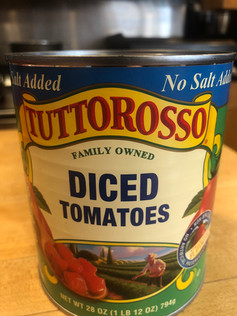 Salt Added No Salt Added
TUTTOROSSO
FAMILY OWNED
DICED
TOMATOES
NET WT 28 OZ (1 LB 12 OZ) 794g